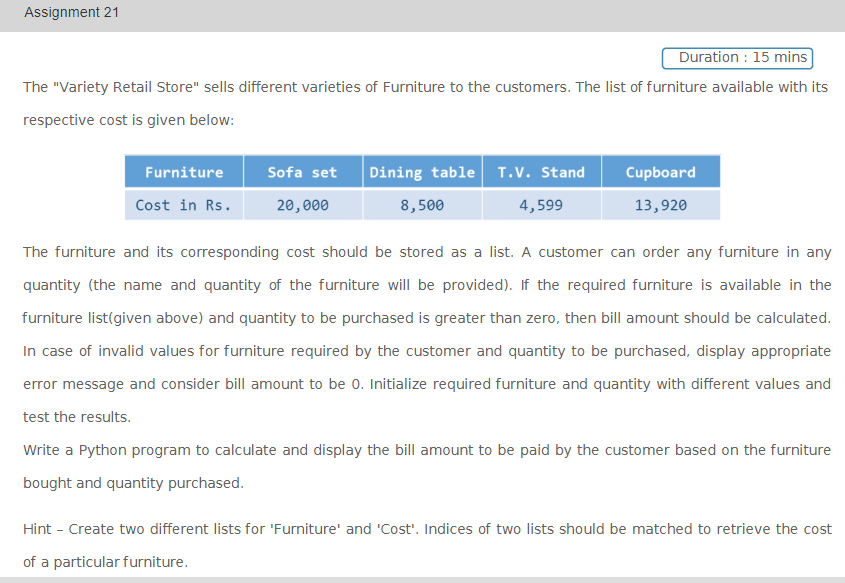 Assignment 21
Duration : 15 mins
The "Variety Retail Store" sells different varieties of Furniture to the customers. The list of furniture available with its
respective cost is given below:
Furniture Sofa set Dining table T.V. Stand Cupboard
Cost in Rs. 20,000 8,500 4,599 13,920
The furniture and its corresponding cost should be stored as a list. A customer can order any furniture in any
quantity (the name and quantity of the furniture will be provided). If the required furniture is available in the
furniture list(given above) and quantity to be purchased is greater than zero, then bill amount should be calculated.
In case of invalid values for furniture required by the customer and quantity to be purchased, display appropriate
error message and consider bill amount to be 0. Initialize required furniture and quantity with different values and
test the results.
Write a Python program to calculate and display the bill amount to be paid by the customer based on the furniture
bought and quantity purchased.
Hint – Create two different lists for 'Furniture' and 'Cost'. Indices of two lists should be matched to retrieve the cost
of a particular furniture.